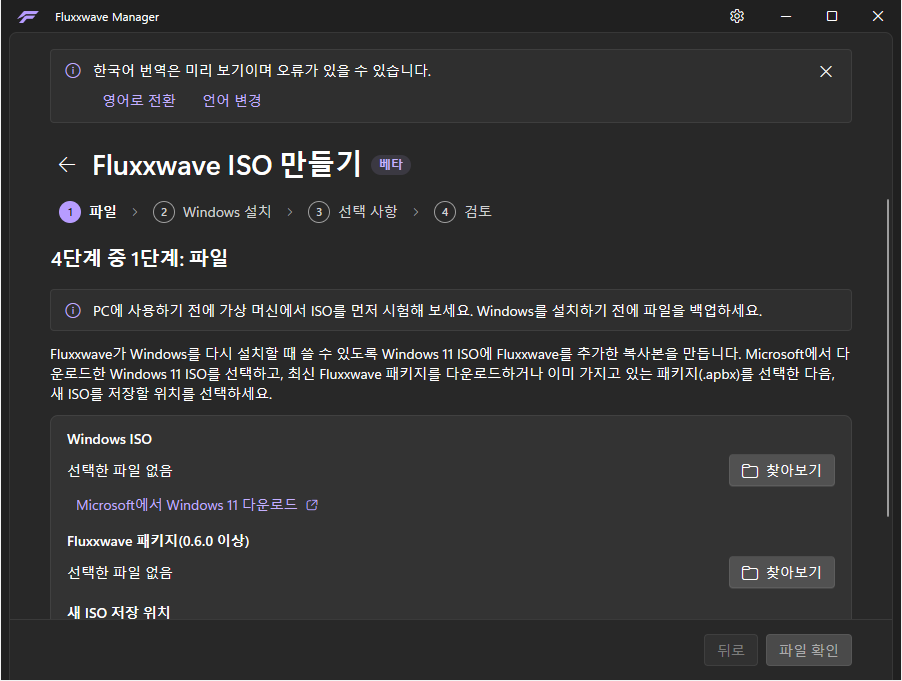 Fluxxwave Manager
한국어 번역은 미리 보기이며 오류가 있을 수 있습니다.
영어로 전환 언어 변경
Fluxxwave ISO 만들기 베타
1 파일 2 Windows 설치 3 선택 사항 4 검토
4단계 중 1단계: 파일
PC에 사용하기 전에 가상 머신에서 ISO를 먼저 시험해 보세요. Windows를 설치하기 전에 파일을 백업하세요.
Fluxxwave가 Windows를 다시 설치할 때 쓸 수 있도록 Windows 11 ISO에 Fluxxwave를 추가한 복사본을 만듭니다. Microsoft에서 다
운로드한 Windows 11 ISO를 선택하고, 최신 Fluxxwave 패키지를 다운로드하거나 이미 가지고 있는 패키지(.apbx)를 선택한 다음,
새 ISO를 저장할 위치를 선택하세요.
Windows ISO
선택한 파일 없음 찾아보기
Microsoft에서 Windows 11 다운로드
Fluxxwave 패키지(0.6.0 이상)
선택한 파일 없음 찾아보기
새 ISO 저장 위치
뒤로 파일 확인